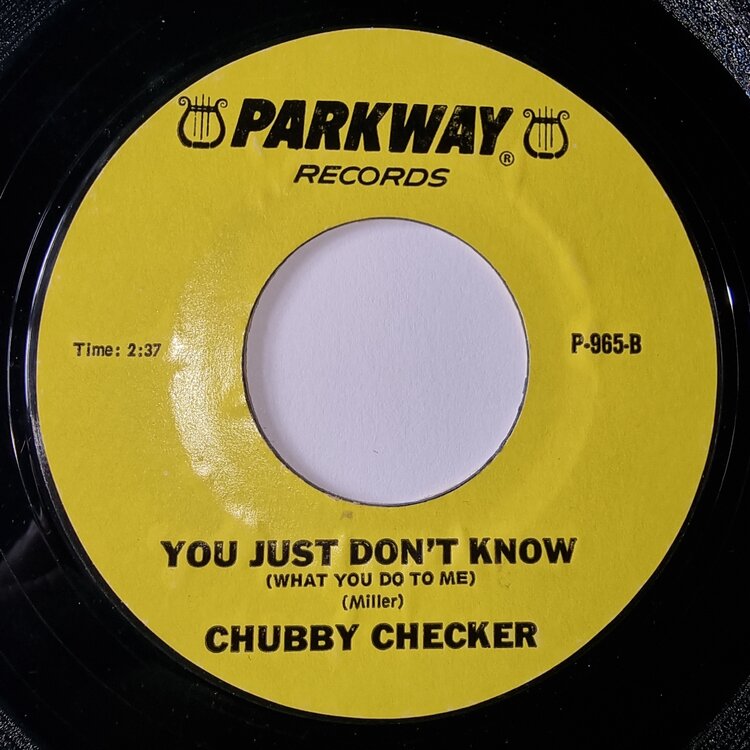 PARKWAY®
RECORDS
Time: 2:37
P-965-B
YOU JUST DON'T KNOW
(WHAT YOU DO TO ME)
(Miller)
CHUBBY CHECKER